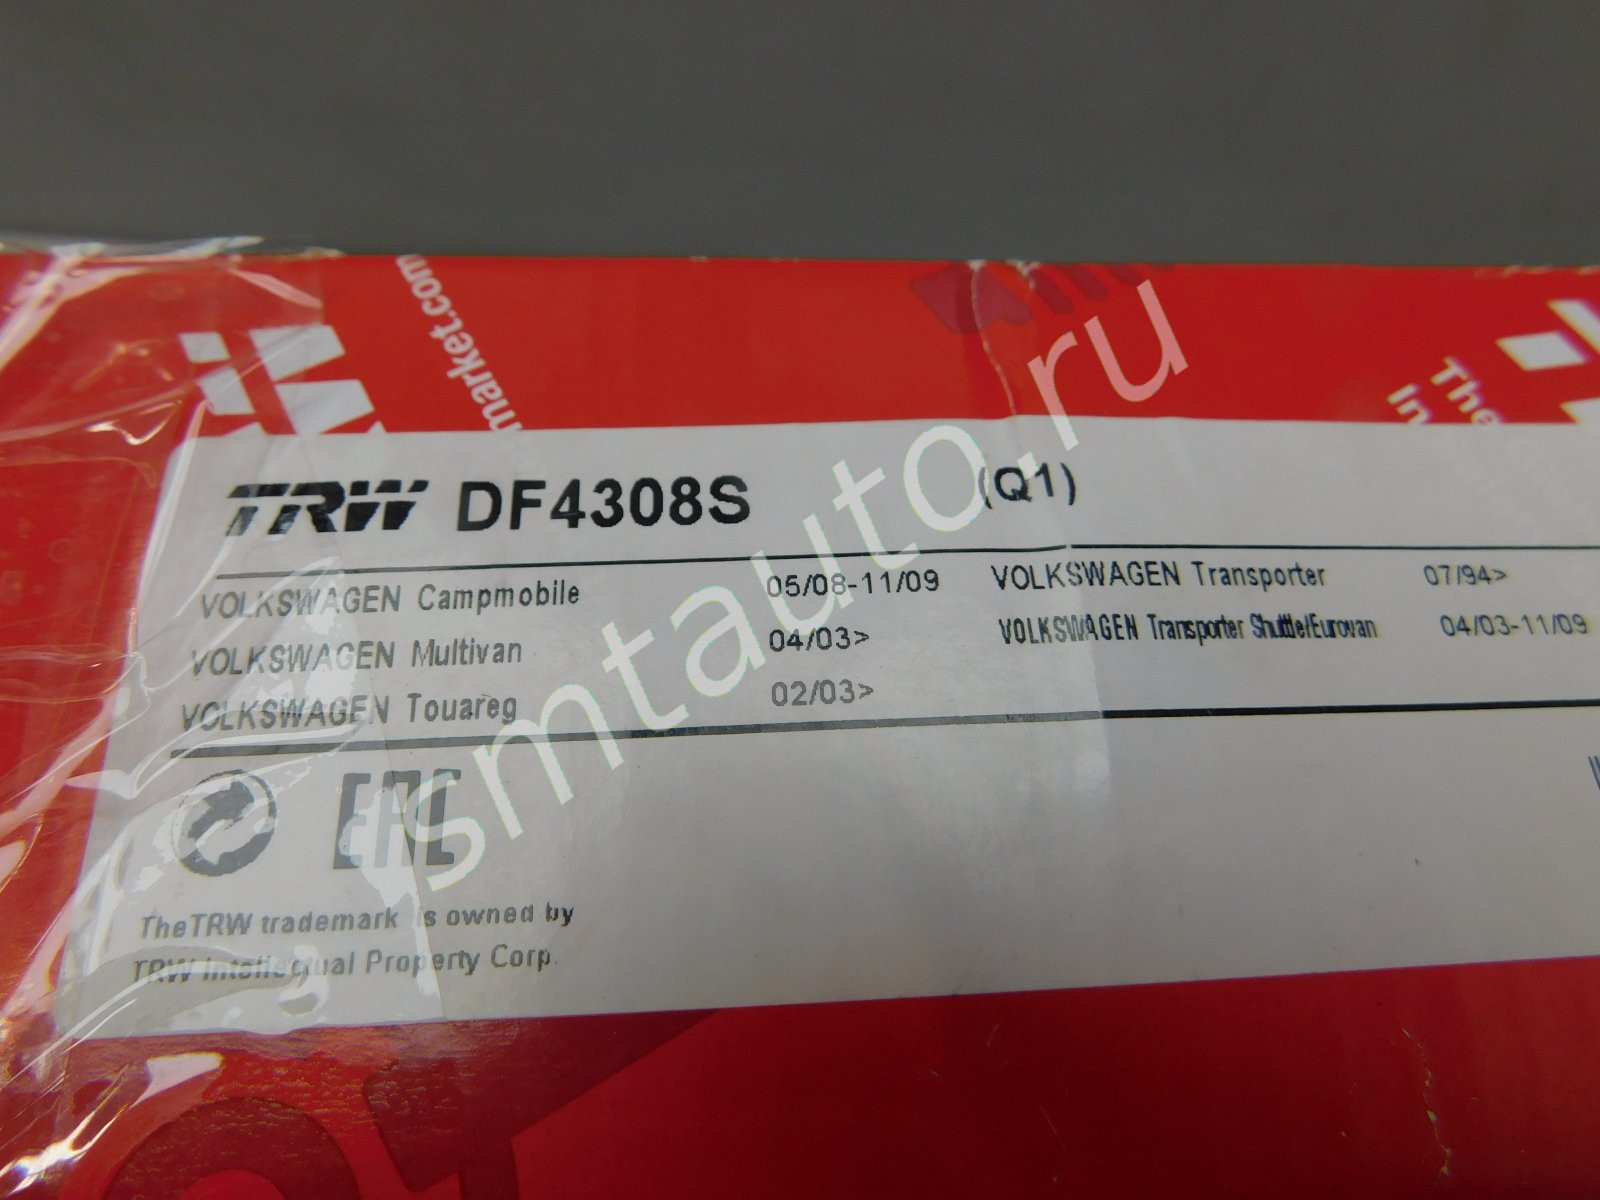 market.com
The
In
TRW DF4308S (Q1)
VOLKSWAGEN Campmobile 05/08-11/09 VOLKSWAGEN Transporter 07/94>
VOLKSWAGEN Multivan 04/03> VOLKSWAGEN Transporter Shuttle/Eurovan 04/03-11/09
VOLKSWAGEN Touareg 02/03>
EAC
TheTRW trademark is owned by
TRW Intellectual Property Corp.
smtauto.ru